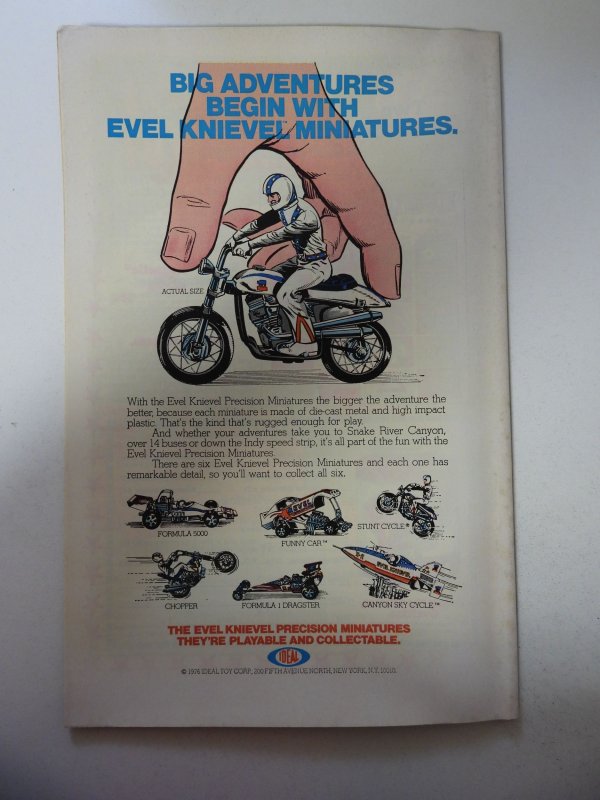 BIG ADVENTURES
BEGIN WITH
EVEL KNIEVEL™ MINIATURES.
ACTUAL SIZE
With the Evel Knievel Precision Miniatures the bigger the adventure the
better, because each miniature is made of die-cast metal and high impact
plastic. That's the kind that's rugged enough for play.
And whether your adventures take you to Snake River Canyon,
over 14 buses or down the Indy speed strip, it's all part of the fun with the
Evel Knievel Precision Miniatures.
There are six Evel Knievel Precision Miniatures and each one has
remarkable detail, so you'll want to collect all six.
FORMULA 5000
EVEL
FUNNY CAR™
STUNT CYCLE®
CHOPPER
FORMULA 1 DRAGSTER
EVEL KNIEVEL
CANYON SKY CYCLE™
THE EVEL KNIEVEL PRECISION MINIATURES
THEY'RE PLAYABLE AND COLLECTABLE.
IDEAL
© 1976 IDEAL TOY CORP., 200 FIFTH AVENUE NORTH, NEW YORK, N.Y. 10010.